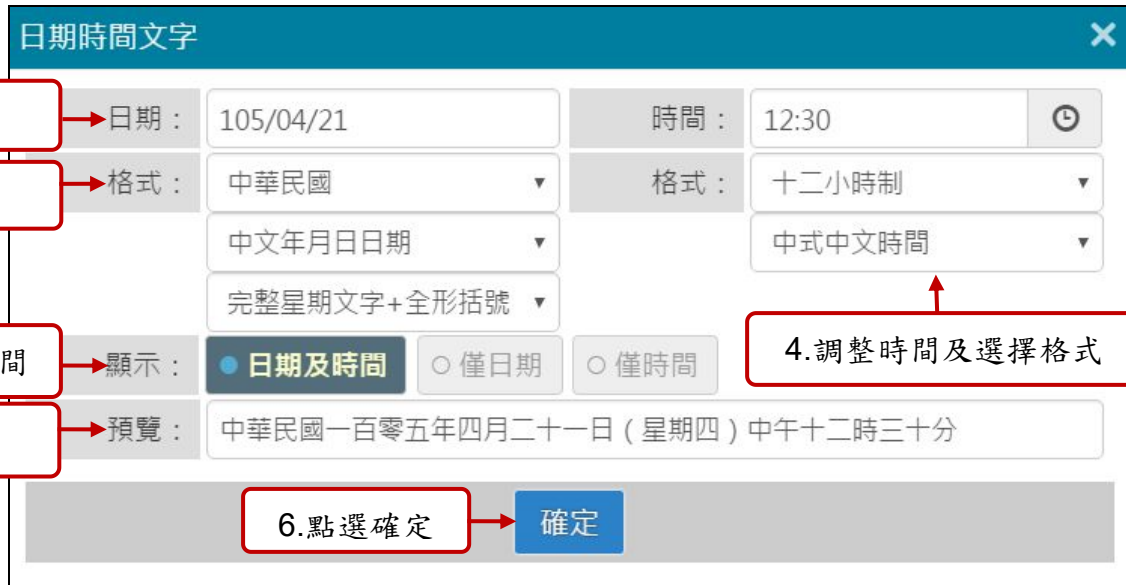 日期時間文字
日期： 105/04/21 時間： 12:30
格式： 中華民國 格式： 十二小時制
中文年月日日期 中式中文時間
完整星期文字+全形括號
4.調整時間及選擇格式
間 顯示： 日期及時間 僅日期 僅時間
預覽： 中華民國一百零五年四月二十一日（星期四）中午十二時三十分
6.點選確定 確定